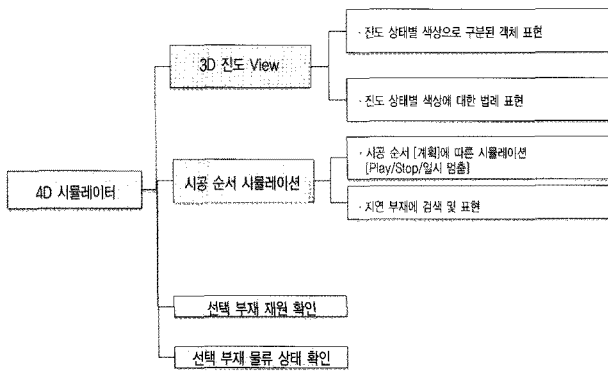 · 진도 상태별 색상으로 구분된 객체 표현
3D 진도 View
· 진도 상태별 색상에 대한 범례 표현
· 시공 순서 [계획]에 따른 시뮬레이션
[Play/Stop/일시 멈춤]
시공 순서 시뮬레이션
4D 시뮬레이터
· 지연 부재에 검색 및 표현
선택 부재 재원 확인
선택 부재 물류 상태 확인